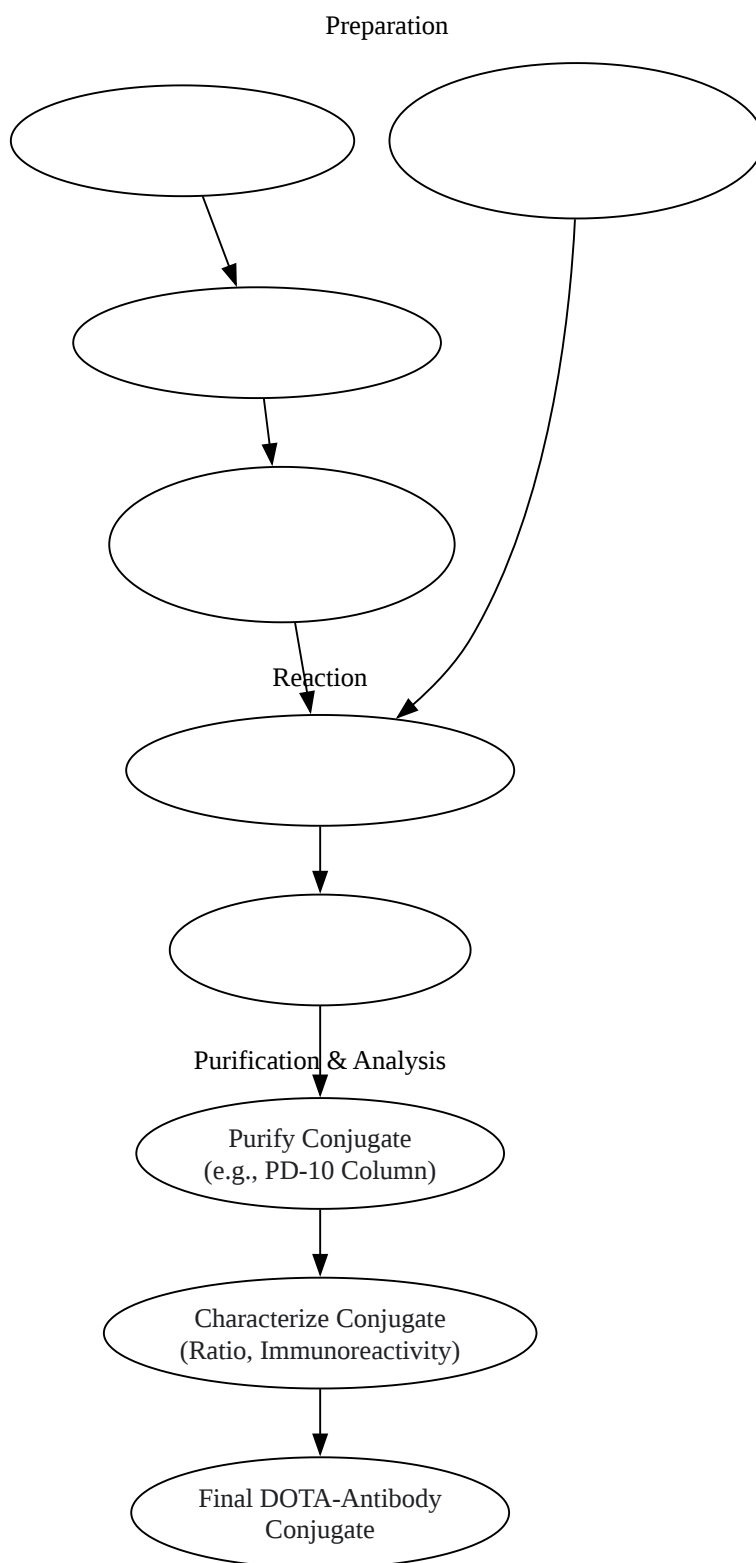 Preparation
Reaction
Purification & Analysis
Purify Conjugate
(e.g., PD-10 Column)
Characterize Conjugate
(Ratio, Immunoreactivity)
Final DOTA-Antibody
Conjugate